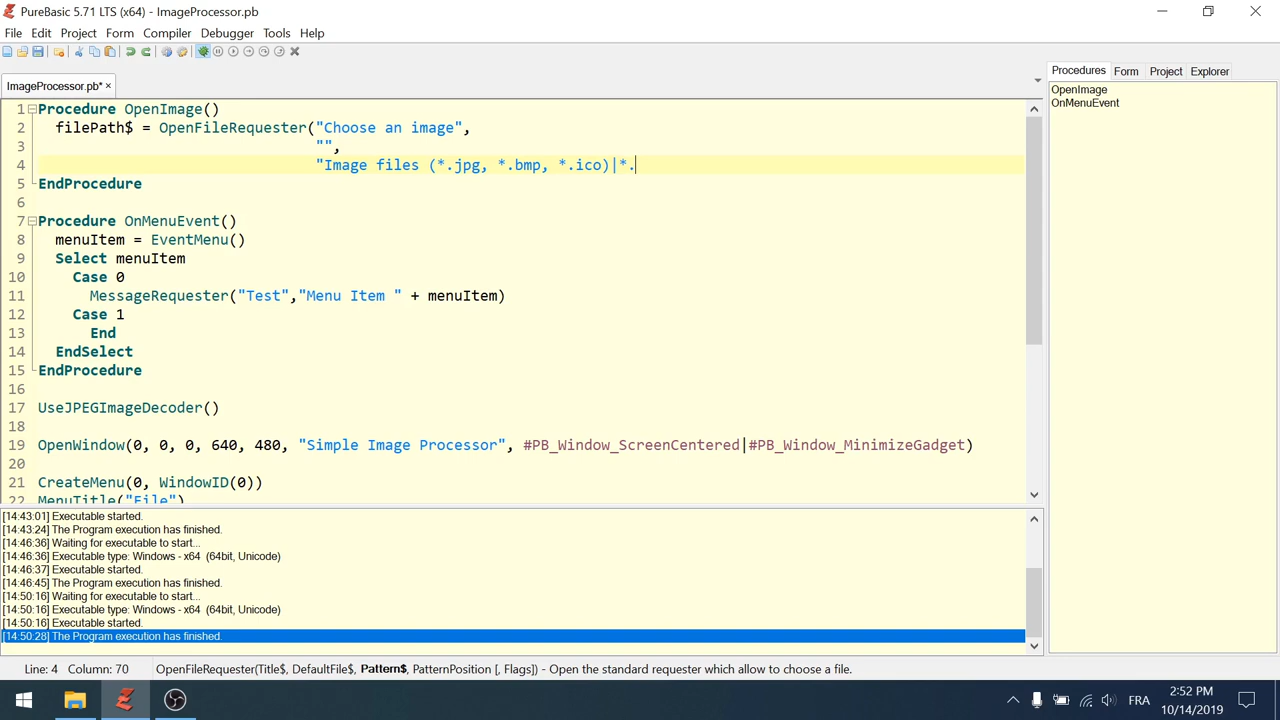 PureBasic 5.71 LTS (x64) - ImageProcessor.pb
File Edit Project Form Compiler Debugger Tools Help
ImageProcessor.pb* ×
Procedures Form Project Explorer
OpenImage
OnMenuEvent
1 Procedure OpenImage()
2 filePath$ = OpenFileRequester("Choose an image",
3 "",
4 "Image files (*.jpg, *.bmp, *.ico)|*.
5 EndProcedure
6
7 Procedure OnMenuEvent()
8 menuItem = EventMenu()
9 Select menuItem
10 Case 0
11 MessageRequester("Test","Menu Item " + menuItem)
12 Case 1
13 End
14 EndSelect
15 EndProcedure
16
17 UseJPEGImageDecoder()
18
19 OpenWindow(0, 0, 0, 640, 480, "Simple Image Processor", #PB_Window_ScreenCentered|#PB_Window_MinimizeGadget)
20
21 CreateMenu(0, WindowID(0))
22 MenuTitle("File")
[14:43:01] Executable started.
[14:43:24] The Program execution has finished.
[14:46:36] Waiting for executable to start...
[14:46:36] Executable type: Windows - x64 (64bit, Unicode)
[14:46:37] Executable started.
[14:46:45] The Program execution has finished.
[14:50:16] Waiting for executable to start...
[14:50:16] Executable type: Windows - x64 (64bit, Unicode)
[14:50:16] Executable started.
[14:50:28] The Program execution has finished.
Line: 4 Column: 70 OpenFileRequester(Title$, DefaultFile$, Pattern$, PatternPosition [, Flags]) - Open the standard requester which allow to choose a file.
FRA
2:52 PM
10/14/2019